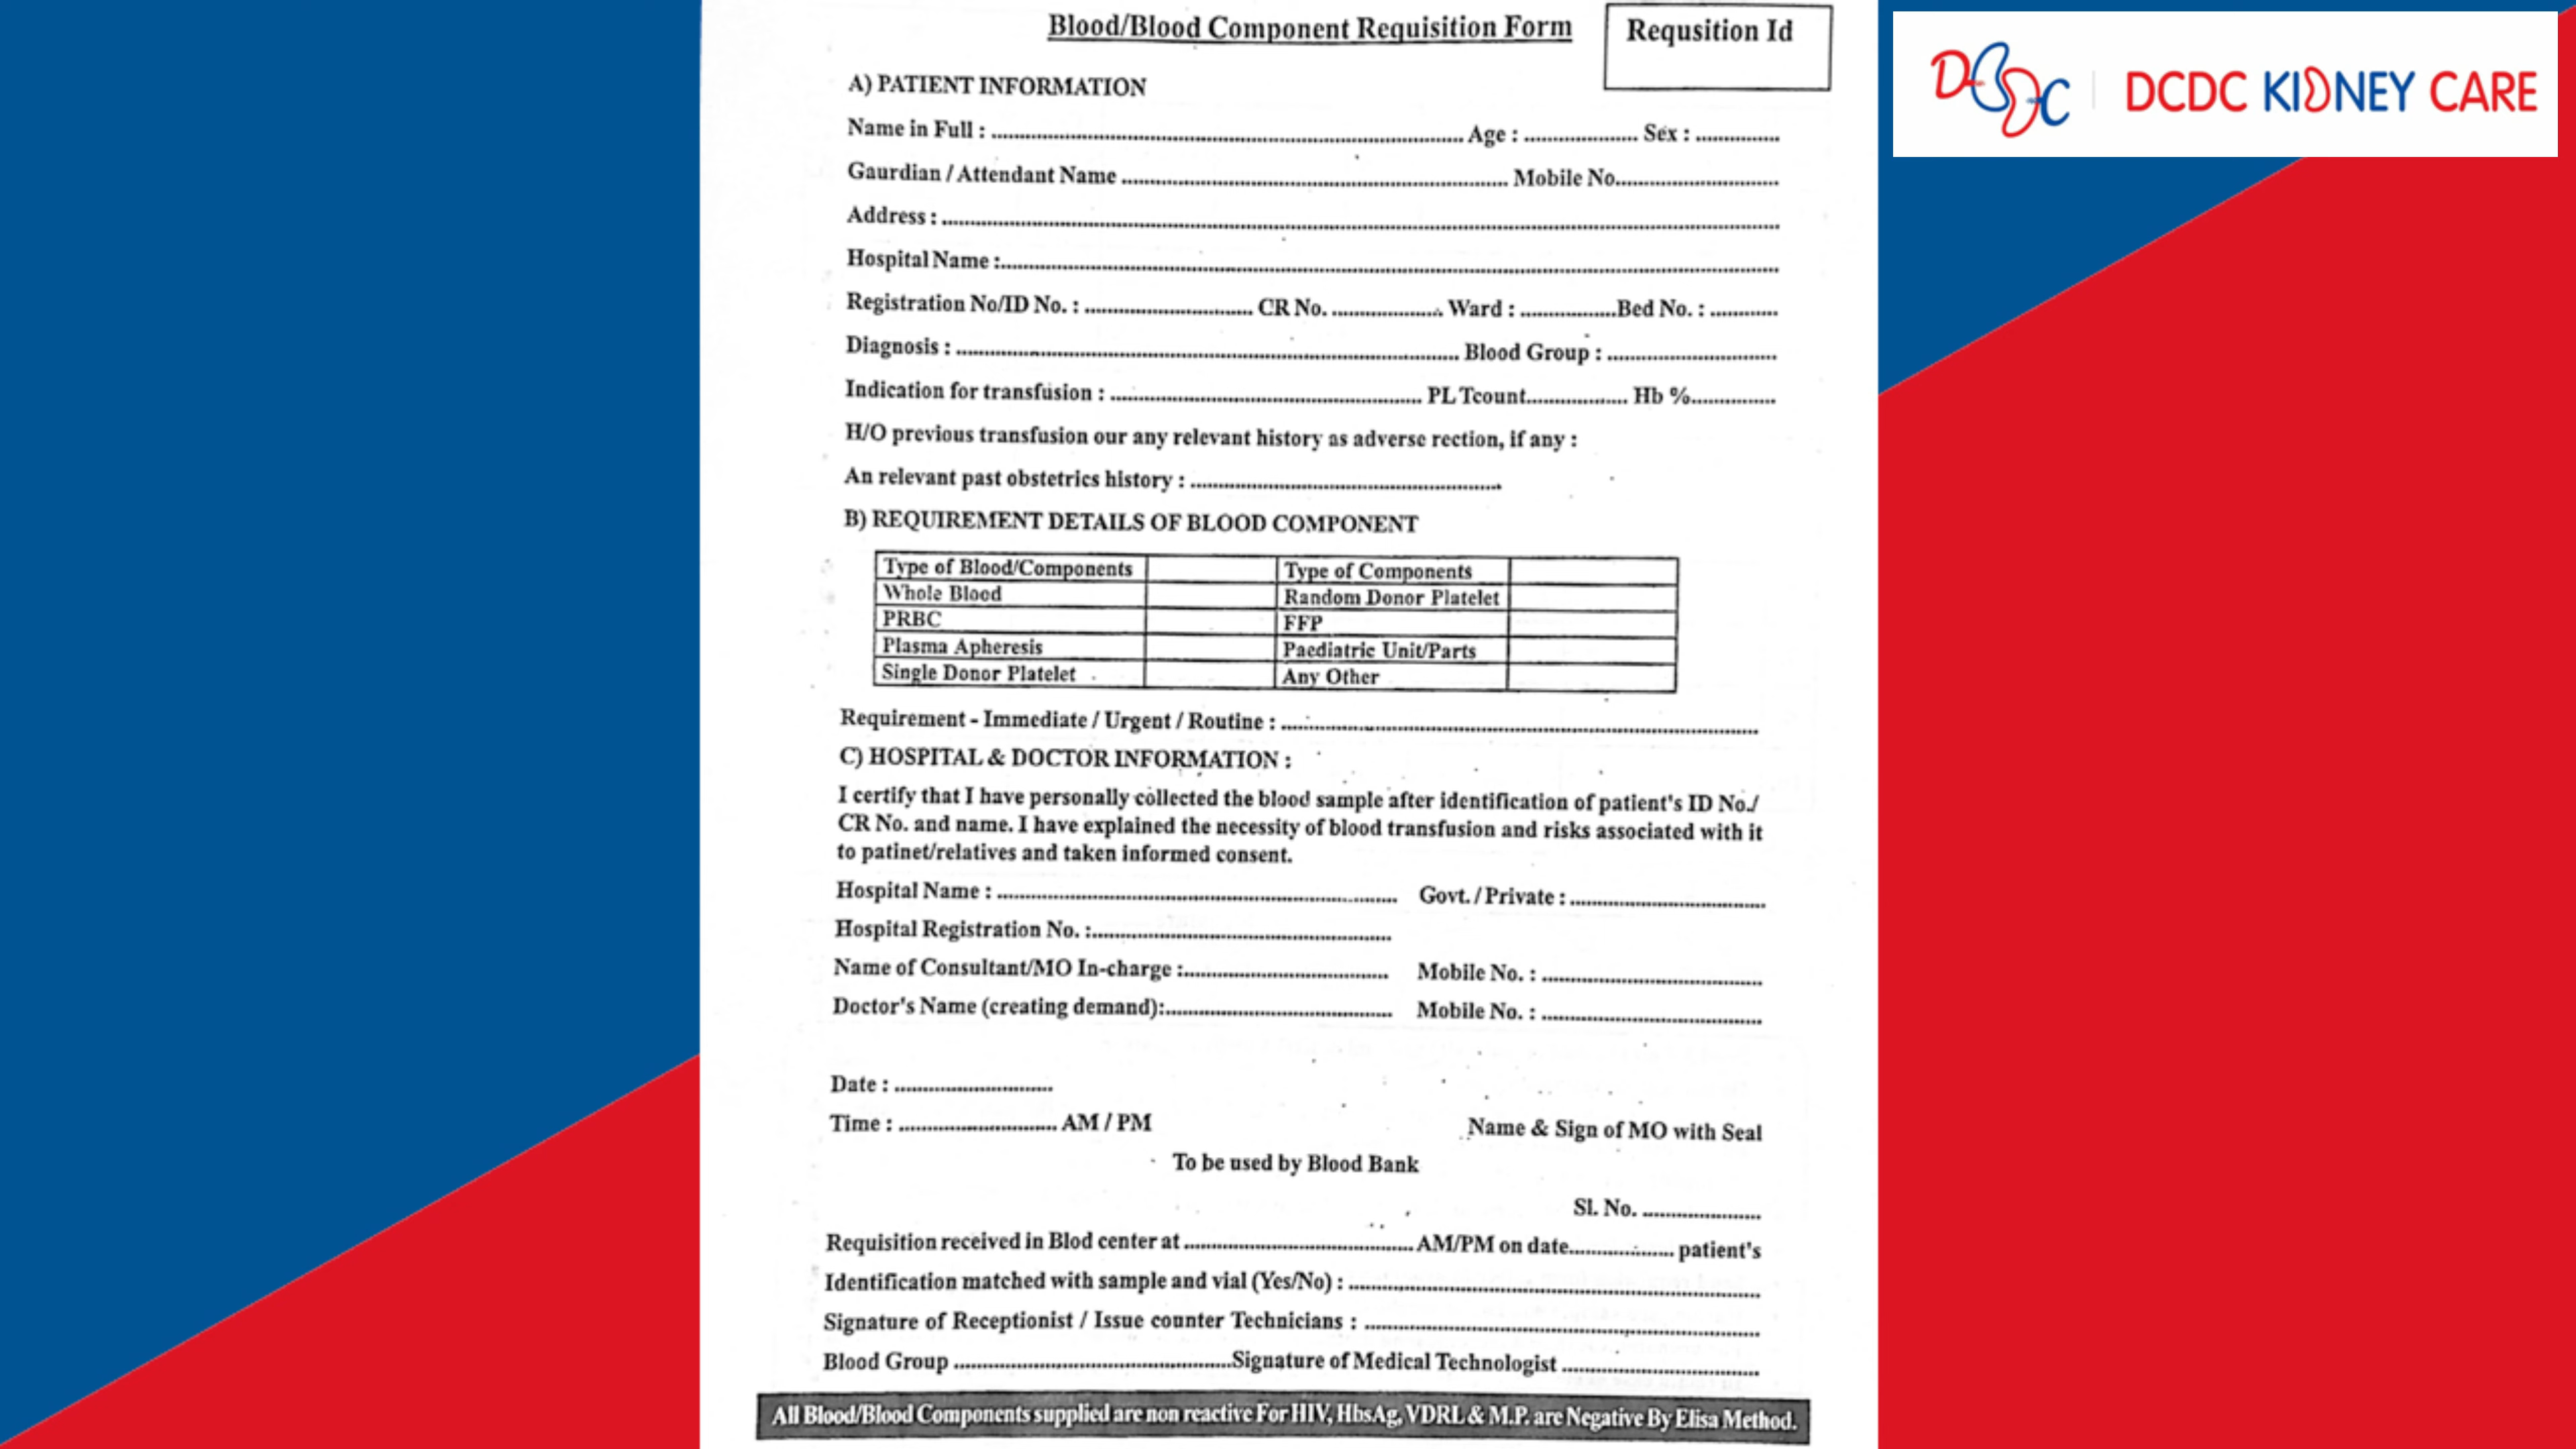 Blood/Blood Component Requisition Form
Requsition Id
DCDC
DCDC KIDNEY CARE
A) PATIENT INFORMATION
Name in Full : ........................ Age : .............. Sex : ..............
Gaurdian / Attendant Name ........................ Mobile No........................
Address : ........................
Hospital Name :........................
Registration No/ID No. : ........................ CR No. .............. Ward : ..............Bed No. : ..............
Diagnosis : ........................ Blood Group : ........................
Indication for transfusion : ........................ PL Tcount.............. Hb %..............
H/O previous transfusion our any relevant history as adverse rection, if any :
An relevant past obstetrics history : ........................
B) REQUIREMENT DETAILS OF BLOOD COMPONENT
Type of Blood/Components Type of Components
Whole Blood Random Donor Platelet
PRBC FFP
Plasma Apheresis Paediatric Unit/Parts
Single Donor Platelet Any Other
Requirement - Immediate / Urgent / Routine : ........................
C) HOSPITAL & DOCTOR INFORMATION :
I certify that I have personally collected the blood sample after identification of patient's ID No./
CR No. and name. I have explained the necessity of blood transfusion and risks associated with it
to patinet/relatives and taken informed consent.
Hospital Name : ........................ Govt. / Private : ........................
Hospital Registration No. :........................
Name of Consultant/MO In-charge :........................ Mobile No. : ........................
Doctor's Name (creating demand):........................ Mobile No. : ........................
Date : ........................
Time : ........................ AM / PM
Name & Sign of MO with Seal
To be used by Blood Bank
Sl. No. ........................
Requisition received in Blod center at ........................AM/PM on date.............. patient's
Identification matched with sample and vial (Yes/No) : ........................
Signature of Receptionist / Issue counter Technicians : ........................
Blood Group ........................Signature of Medical Technologist ........................
All Blood/Blood Components supplied are non reactive For HIV, HbsAg, VDRL & M.P. are Negative By Elisa Method.